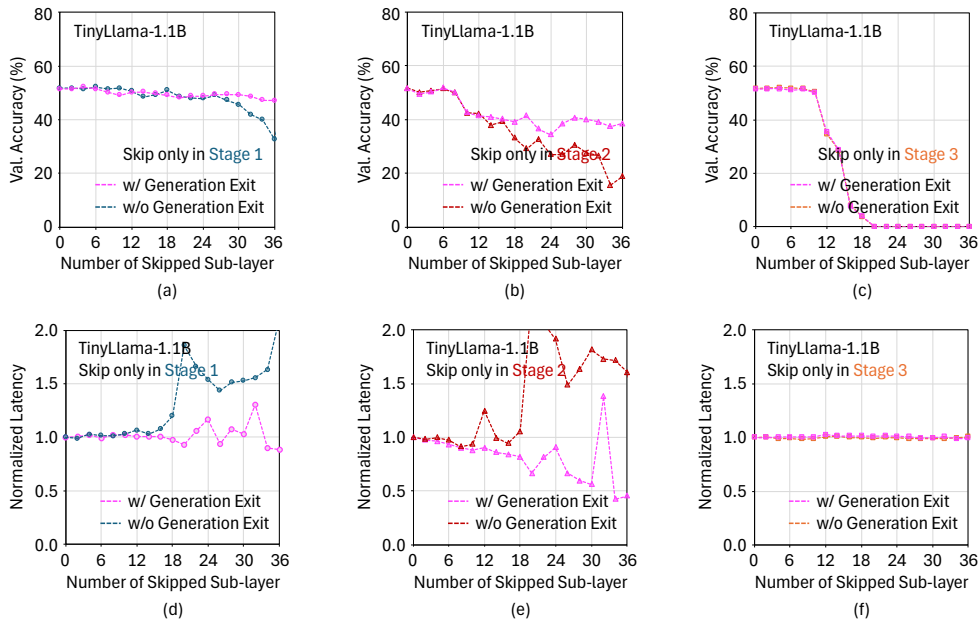 80
60
40
20
0
Val. Accuracy (%)
TinyLlama-1.1B
Skip only in Stage 1
w/ Generation Exit
w/o Generation Exit
0 6 12 18 24 30 36
Number of Skipped Sub-layer
(a)
80
60
40
20
0
Val. Accuracy (%)
TinyLlama-1.1B
Skip only in Stage 2
w/ Generation Exit
w/o Generation Exit
0 6 12 18 24 30 36
Number of Skipped Sub-layer
(b)
80
60
40
20
0
Val. Accuracy (%)
TinyLlama-1.1B
Skip only in Stage 3
w/ Generation Exit
w/o Generation Exit
0 6 12 18 24 30 36
Number of Skipped Sub-layer
(c)
2.0
1.5
1.0
0.5
0.0
Normalized Latency
TinyLlama-1.1B
Skip only in Stage 1
w/ Generation Exit
w/o Generation Exit
0 6 12 18 24 30 36
Number of Skipped Sub-layer
(d)
2.0
1.5
1.0
0.5
0.0
Normalized Latency
TinyLlama-1.1B
Skip only in Stage 2
w/ Generation Exit
w/o Generation Exit
0 6 12 18 24 30 36
Number of Skipped Sub-layer
(e)
2.0
1.5
1.0
0.5
0.0
Normalized Latency
TinyLlama-1.1B
Skip only in Stage 3
w/ Generation Exit
w/o Generation Exit
0 6 12 18 24 30 36
Number of Skipped Sub-layer
(f)